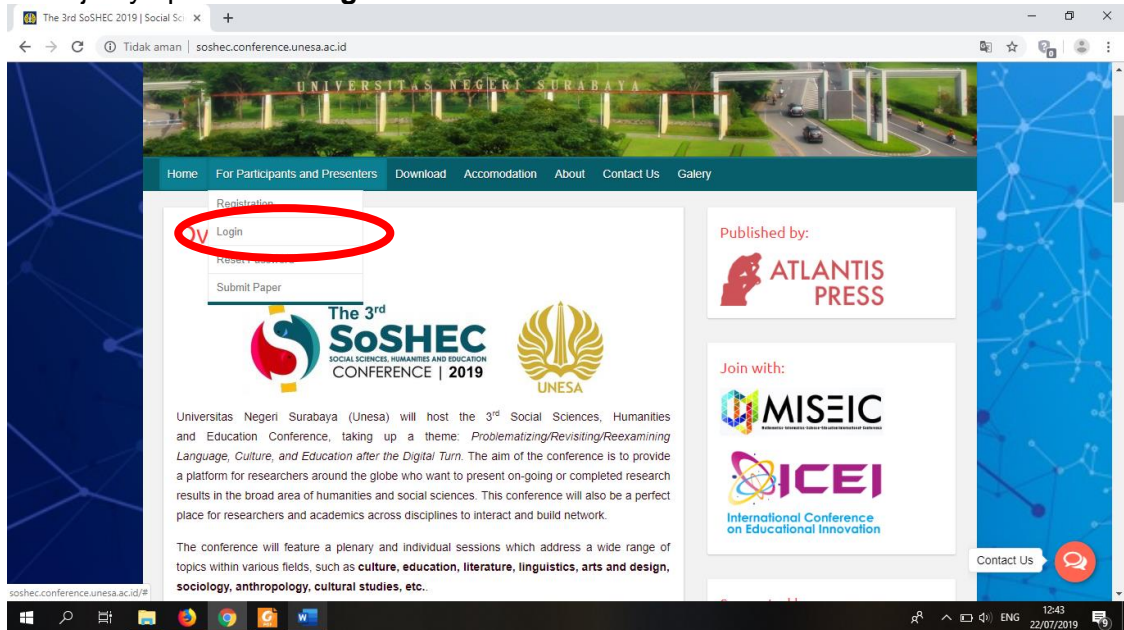 The 3rd SoSHEC 2019 | Social Sci
Tidak aman | soshec.conference.unesa.ac.id
UNIVERSITAS NEGERI SURABAYA
Home For Participants and Presenters Download Accomodation About Contact Us Galery
Registration
Login
Reset Password
Submit Paper
Ov
The 3rd
SoSHEC
SOCIAL SCIENCES, HUMANITIES AND EDUCATION
CONFERENCE | 2019
UNESA
Universitas Negeri Surabaya (Unesa) will host the 3rd Social Sciences, Humanities
and Education Conference, taking up a theme: Problematizing/Revisiting/Reexamining
Language, Culture, and Education after the Digital Turn. The aim of the conference is to provide
a platform for researchers around the globe who want to present on-going or completed research
results in the broad area of humanities and social sciences. This conference will also be a perfect
place for researchers and academics across disciplines to interact and build network.
The conference will feature a plenary and individual sessions which address a wide range of
topics within various fields, such as culture, education, literature, linguistics, arts and design,
sociology, anthropology, cultural studies, etc..
Published by:
ATLANTIS
PRESS
Join with:
MISEIC
ICEI
International Conference
on Educational Innovation
Contact Us
soshec.conference.unesa.ac.id/#
ENG
12:43
22/07/2019
9